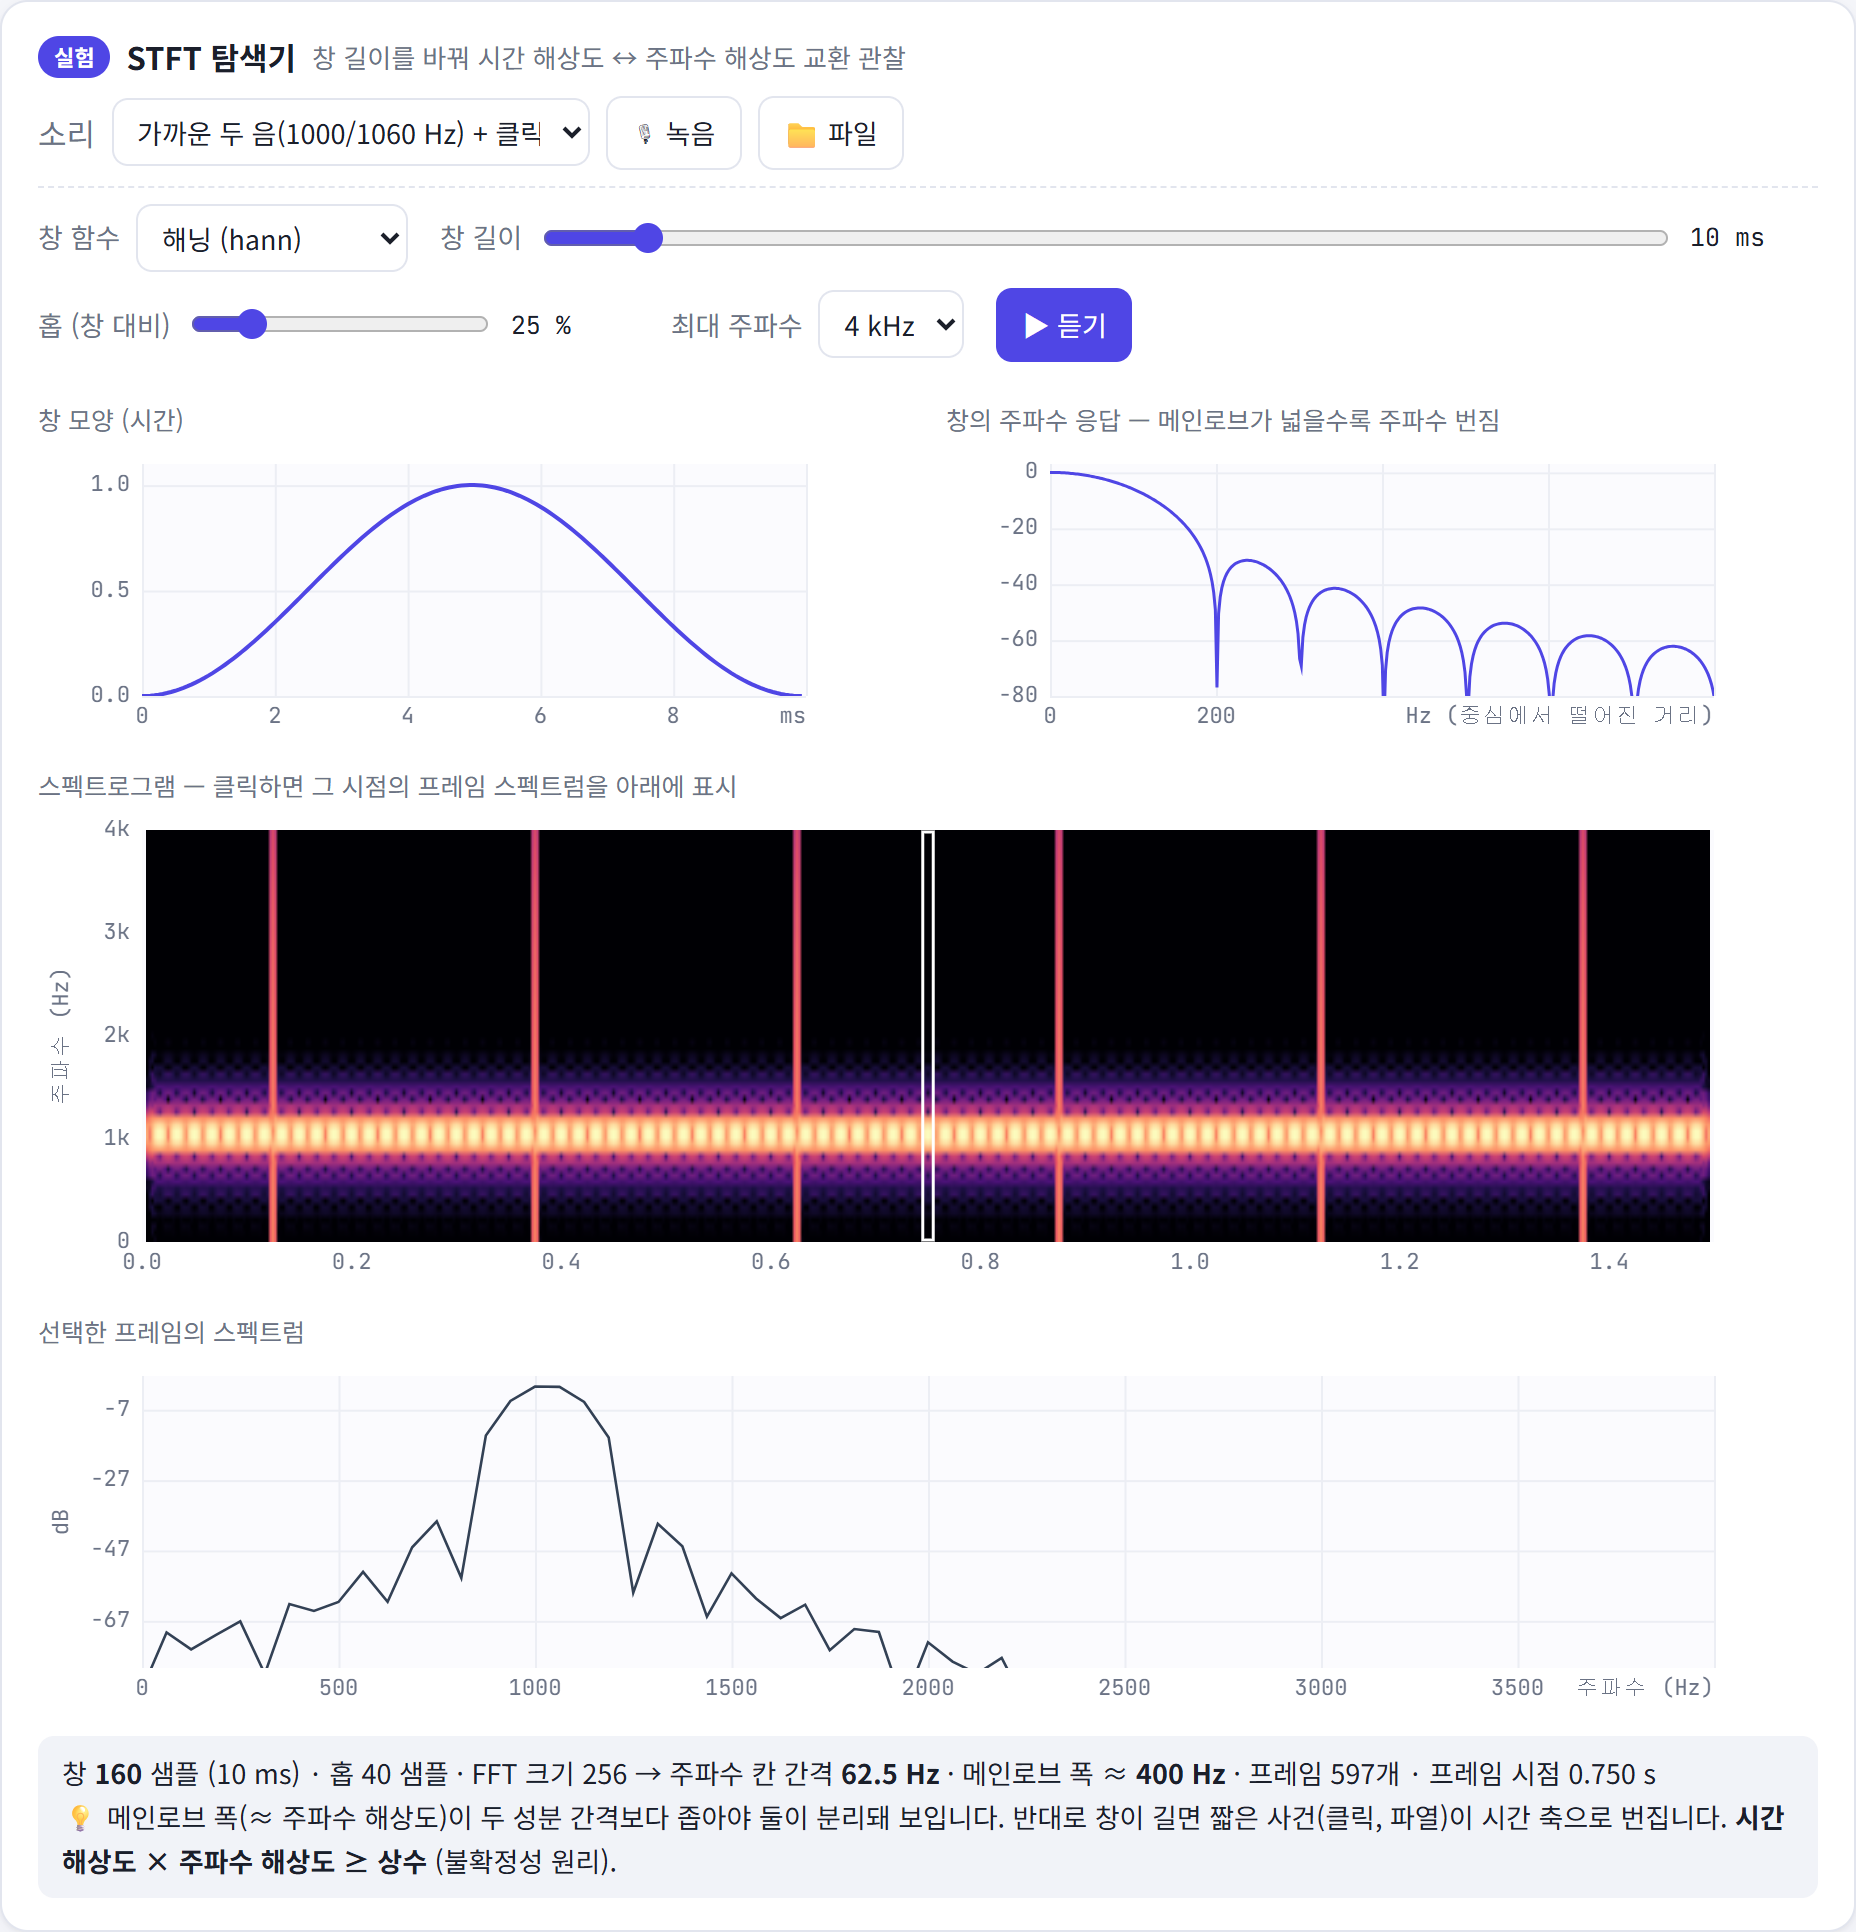 실험 STFT 탐색기 창 길이를 바꿔 시간 해상도 ↔ 주파수 해상도 교환 관찰
소리 가까운 두 음(1000/1060 Hz) + 클릭 녹음 파일
창 함수 해닝 (hann) 창 길이 10 ms
홉 (창 대비) 25 % 최대 주파수 4 kHz ▶ 듣기
창 모양 (시간)
1.0
0.5
0.0
0 2 4 6 8 ms
창의 주파수 응답 — 메인로브가 넓을수록 주파수 번짐
0
-20
-40
-60
-80
0 200 Hz (중심에서 떨어진 거리)
스펙트로그램 — 클릭하면 그 시점의 프레임 스펙트럼을 아래에 표시
주파수 (Hz)
4k
3k
2k
1k
0
0.0 0.2 0.4 0.6 0.8 1.0 1.2 1.4
선택한 프레임의 스펙트럼
dB
-7
-27
-47
-67
0 500 1000 1500 2000 2500 3000 3500 주파수 (Hz)
창 160 샘플 (10 ms) · 홉 40 샘플 · FFT 크기 256 → 주파수 칸 간격 62.5 Hz · 메인로브 폭 ≈ 400 Hz · 프레임 597개 · 프레임 시점 0.750 s
💡 메인로브 폭(≈ 주파수 해상도)이 두 성분 간격보다 좁아야 둘이 분리돼 보입니다. 반대로 창이 길면 짧은 사건(클릭, 파열)이 시간 축으로 번집니다. 시간
해상도 × 주파수 해상도 ≥ 상수 (불확정성 원리).